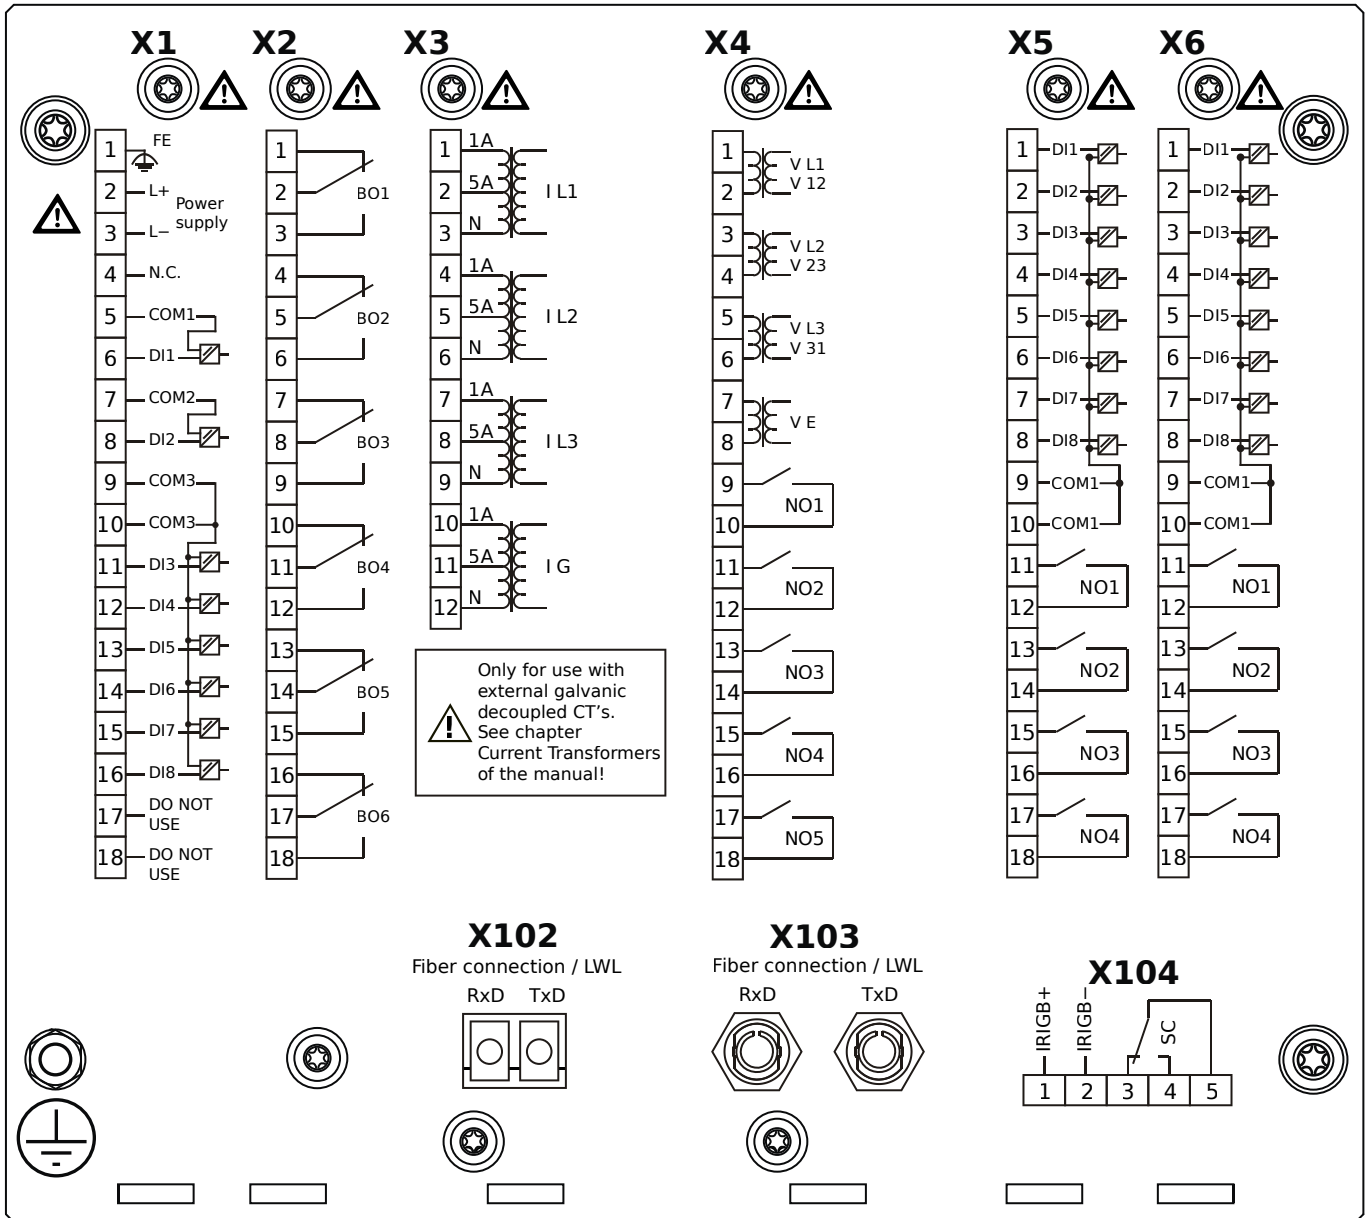 X1
X2
X3
X4
X5
X6
1 FE
2 L+
Power
supply
3 L−
4 N.C.
5 COM1
6 DI1
7 COM2
8 DI2
9 COM3
10 COM3
11 DI3
12 DI4
13 DI5
14 DI6
15 DI7
16 DI8
17 DO NOT
USE
18 DO NOT
USE
1
2 BO1
3
4
5 BO2
6
7
8 BO3
9
10
11 BO4
12
13
14 BO5
15
16
17 BO6
18
1 1A
2 5A I L1
3 N
4 1A
5 5A I L2
6 N
7 1A
8 5A I L3
9 N
10 1A
11 5A I G
12 N
Only for use with
external galvanic
decoupled CT's.
See chapter
Current Transformers
of the manual!
1 V L1
2 V 12
3 V L2
4 V 23
5 V L3
6 V 31
7 V E
8
9
NO1
10
11
NO2
12
13
NO3
14
15
NO4
16
17
NO5
18
1 DI1
2 DI2
3 DI3
4 DI4
5 DI5
6 DI6
7 DI7
8 DI8
9 COM1
10 COM1
11
NO1
12
13
NO2
14
15
NO3
16
17
NO4
18
1 DI1
2 DI2
3 DI3
4 DI4
5 DI5
6 DI6
7 DI7
8 DI8
9 COM1
10 COM1
11
NO1
12
13
NO2
14
15
NO3
16
17
NO4
18
X102
Fiber connection / LWL
RxD TxD
X103
Fiber connection / LWL
RxD TxD
X104
IRIGB+
IRIGB−
SC
1 2 3 4 5